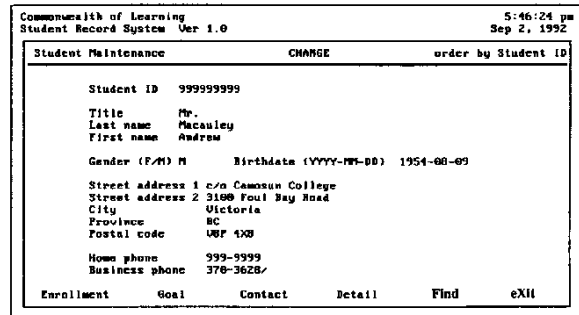 Commonwealth of Learning 5:46:24 pm
Student Record System Ver 1.0 Sep 2, 1992
Student Maintenance CHANGE order by Student ID
Student ID 999999999
Title Mr.
Last name Macauley
First name Andrew
Gender (F/M) M Birthdate (YYYY-MM-DD) 1954-08-09
Street address 1 c/o Camosun College
Street address 2 3100 Foul Bay Road
City Victoria
Province BC
Postal code V8P 4X8
Home phone 999-9999
Business phone 370-3628/
Enrollment Goal Contact Detail Find eXit